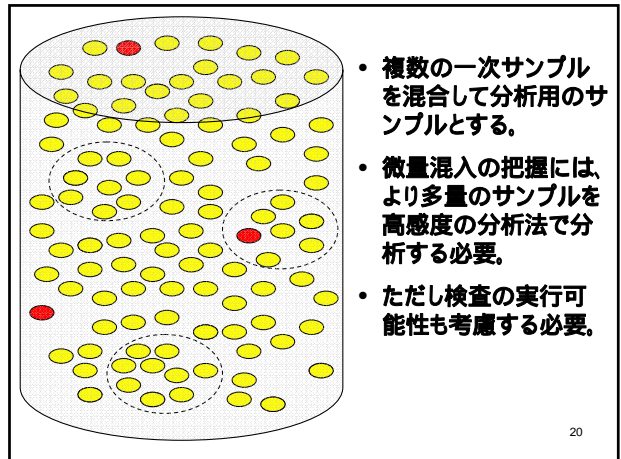 • 複数の一次サンプル
を混合して分析用のサ
ンプルとする。
• 微量混入の把握には、
より多量のサンプルを
高感度の分析法で分
析する必要。
• ただし検査の実行可
能性も考慮する必要。
20